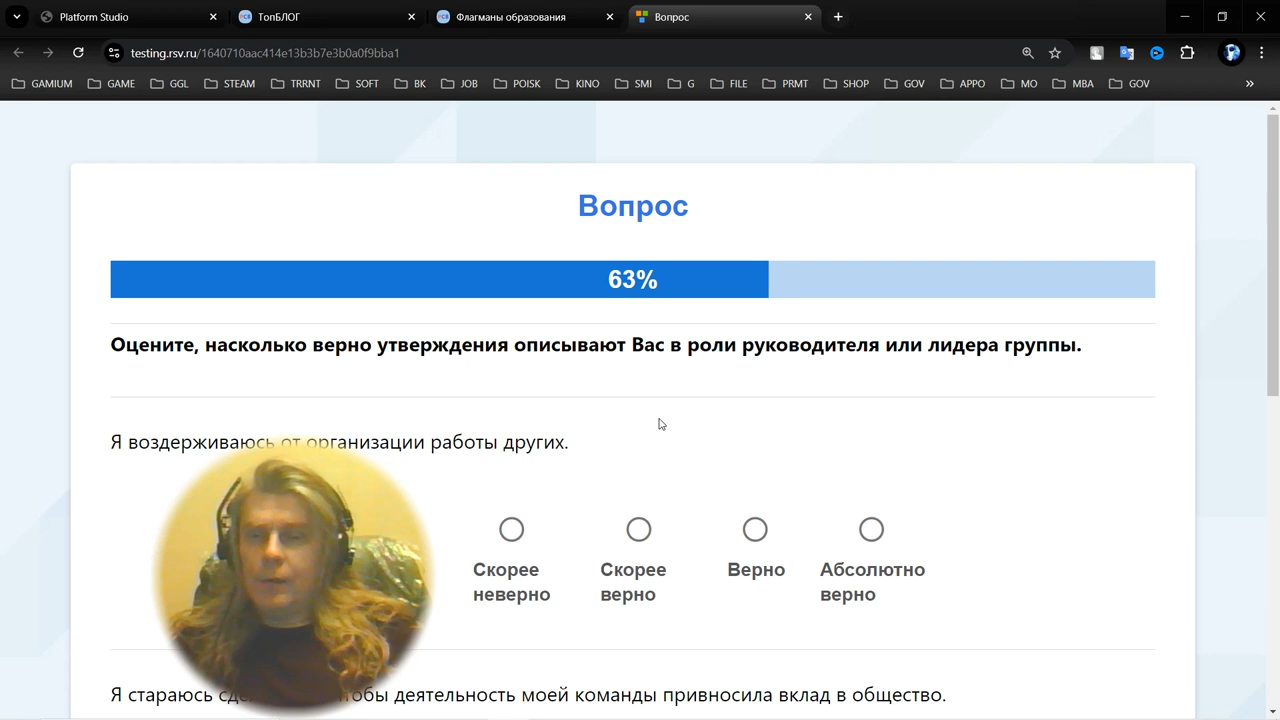 Platform Studio
ТопБЛОГ
Флагманы образования
Вопрос
testing.rsv.ru/1640710aac414e13b3b7e3b0a0f9bba1
GAMIUM
GAME
GGL
STEAM
TRRNT
SOFT
BK
JOB
POISK
KINO
SMI
G
FILE
PRMT
SHOP
GOV
APPO
MO
MBA
GOV
Вопрос
63%
Оцените, насколько верно утверждения описывают Вас в роли руководителя или лидера группы.
Я воздерживаюсь от организации работы других.
Скорее неверно
Скорее верно
Верно
Абсолютно верно
Я стараюсь чтобы деятельность моей команды привносила вклад в общество.